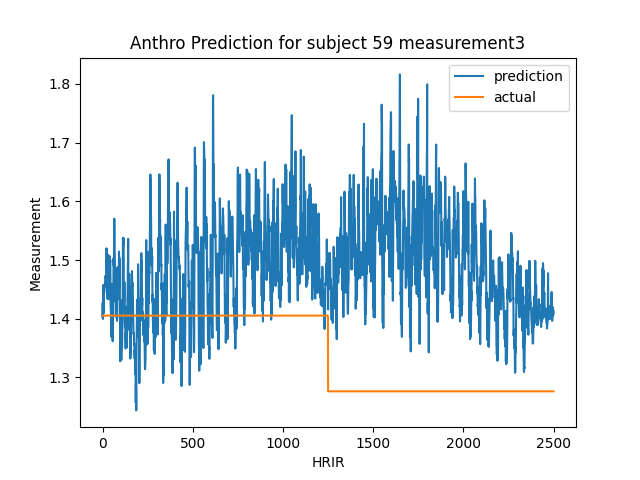 Anthro Prediction for subject 59 measurement3
prediction
actual
Measurement
1.8
1.7
1.6
1.5
1.4
1.3
0
500
1000
1500
2000
2500
HRIR